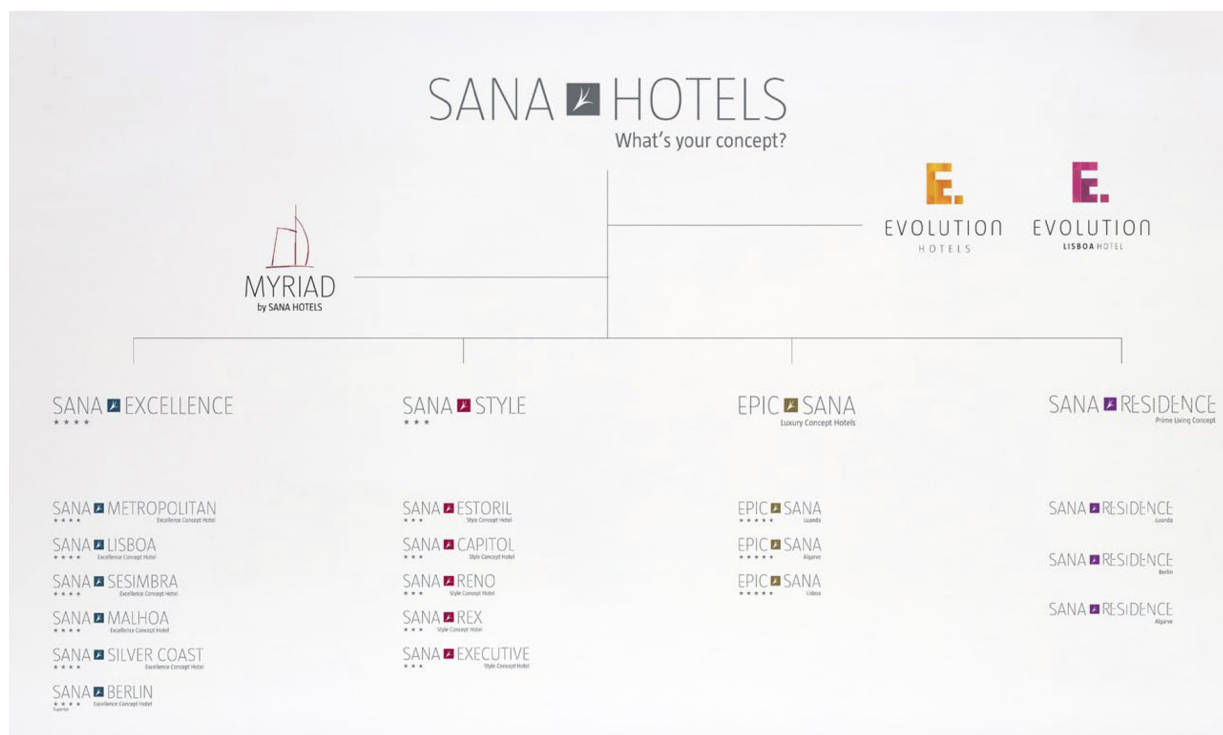 SANA HOTELS
What's your concept?
E.
EVOLUTION
HOTELS
E.
EVOLUTION
LISBOA HOTEL
MYRIAD
by SANA HOTELS
SANA EXCELLENCE
★ ★ ★ ★
SANA STYLE
★ ★ ★
EPIC SANA
Luxury Concept Hotels
SANA RESIDENCE
Prime Living Concept
SANA METROPOLITAN
★ ★ ★ ★ Excellence Concept Hotel
SANA LISBOA
★ ★ ★ ★ Excellence Concept Hotel
SANA SESIMBRA
★ ★ ★ ★ Excellence Concept Hotel
SANA MALHOA
★ ★ ★ ★ Excellence Concept Hotel
SANA SILVER COAST
★ ★ ★ ★ Excellence Concept Hotel
SANA BERLIN
★ ★ ★ ★ Excellence Concept Hotel
Superior
SANA ESTORIL
★ ★ ★ Style Concept Hotel
SANA CAPITOL
★ ★ ★ Style Concept Hotel
SANA RENO
★ ★ ★ Style Concept Hotel
SANA REX
★ ★ ★ Style Concept Hotel
SANA EXECUTIVE
★ ★ ★ Style Concept Hotel
EPIC SANA
★ ★ ★ ★ ★ Luanda
EPIC SANA
★ ★ ★ ★ ★ Algarve
EPIC SANA
★ ★ ★ ★ ★ Lisboa
SANA RESIDENCE
Luanda
SANA RESIDENCE
Berlin
SANA RESIDENCE
Algarve